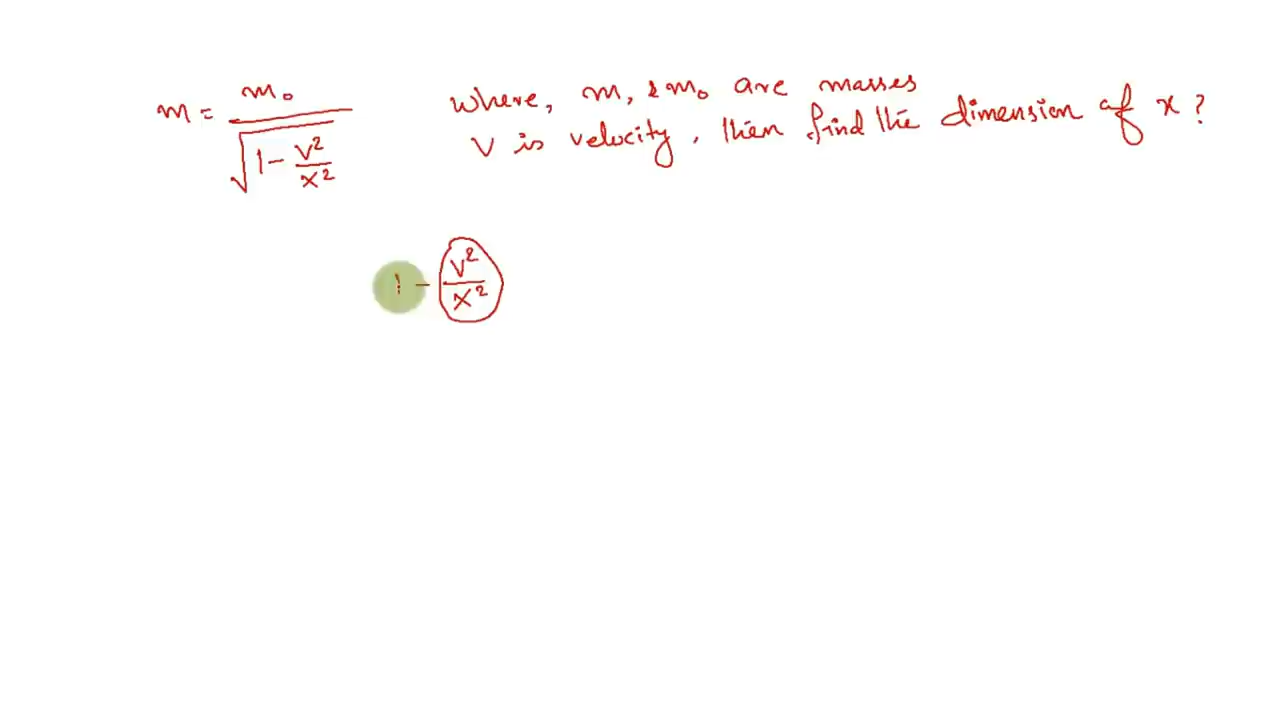 m = m₀ / √(1 - v²/x²)
where, m, & m₀ are masses
v is velocity, then find the dimension of x?
1 - v²/x²